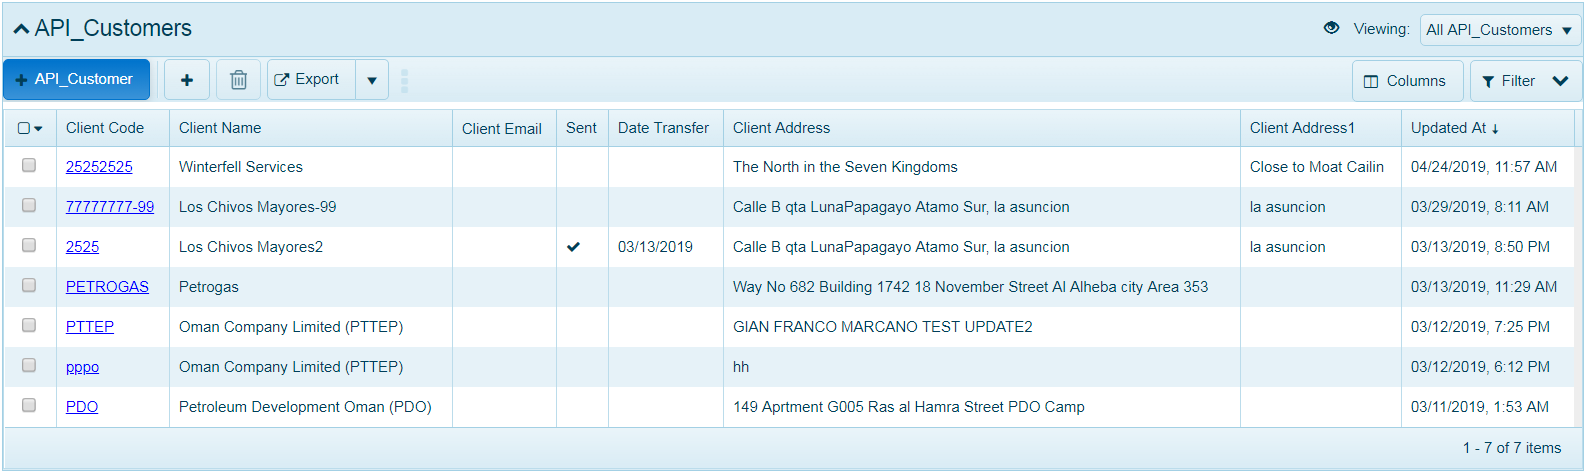 API_Customers
Viewing: All API_Customers
API_Customer Export Columns Filter
Client Code Client Name Client Email Sent Date Transfer Client Address Client Address1 Updated At
25252525 Winterfell Services The North in the Seven Kingdoms Close to Moat Cailin 04/24/2019, 11:57 AM
77777777-99 Los Chivos Mayores-99 Calle B qta LunaPapagayo Atamo Sur, la asuncion la asuncion 03/29/2019, 8:11 AM
2525 Los Chivos Mayores2 03/13/2019 Calle B qta LunaPapagayo Atamo Sur, la asuncion la asuncion 03/13/2019, 8:50 PM
PETROGAS Petrogas Way No 682 Building 1742 18 November Street Al Alheba city Area 353 03/13/2019, 11:29 AM
PTTEP Oman Company Limited (PTTEP) GIAN FRANCO MARCANO TEST UPDATE2 03/12/2019, 7:25 PM
pppo Oman Company Limited (PTTEP) hh 03/12/2019, 6:12 PM
PDO Petroleum Development Oman (PDO) 149 Aprtment G005 Ras al Hamra Street PDO Camp 03/11/2019, 1:53 AM
1 - 7 of 7 items